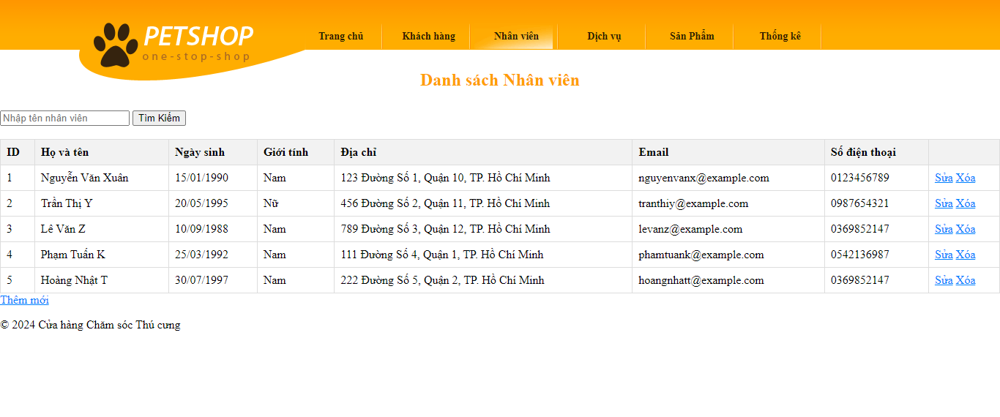 PETSHOP
one-stop-shop
Trang chủ Khách hàng Nhân viên Dịch vụ Sản Phẩm Thống kê
Danh sách Nhân viên
Nhập tên nhân viên Tìm Kiếm
ID Họ và tên Ngày sinh Giới tính Địa chỉ Email Số điện thoại
1 Nguyễn Văn Xuân 15/01/1990 Nam 123 Đường Số 1, Quận 10, TP. Hồ Chí Minh nguyenvanx@example.com 0123456789 Sửa Xóa
2 Trần Thị Y 20/05/1995 Nữ 456 Đường Số 2, Quận 11, TP. Hồ Chí Minh tranthiy@example.com 0987654321 Sửa Xóa
3 Lê Văn Z 10/09/1988 Nam 789 Đường Số 3, Quận 12, TP. Hồ Chí Minh levanz@example.com 0369852147 Sửa Xóa
4 Phạm Tuấn K 25/03/1992 Nam 111 Đường Số 4, Quận 1, TP. Hồ Chí Minh phamtuank@example.com 0542136987 Sửa Xóa
5 Hoàng Nhật T 30/07/1997 Nam 222 Đường Số 5, Quận 2, TP. Hồ Chí Minh hoangnhatt@example.com 0369852147 Sửa Xóa
Thêm mới
© 2024 Cửa hàng Chăm sóc Thú cưng